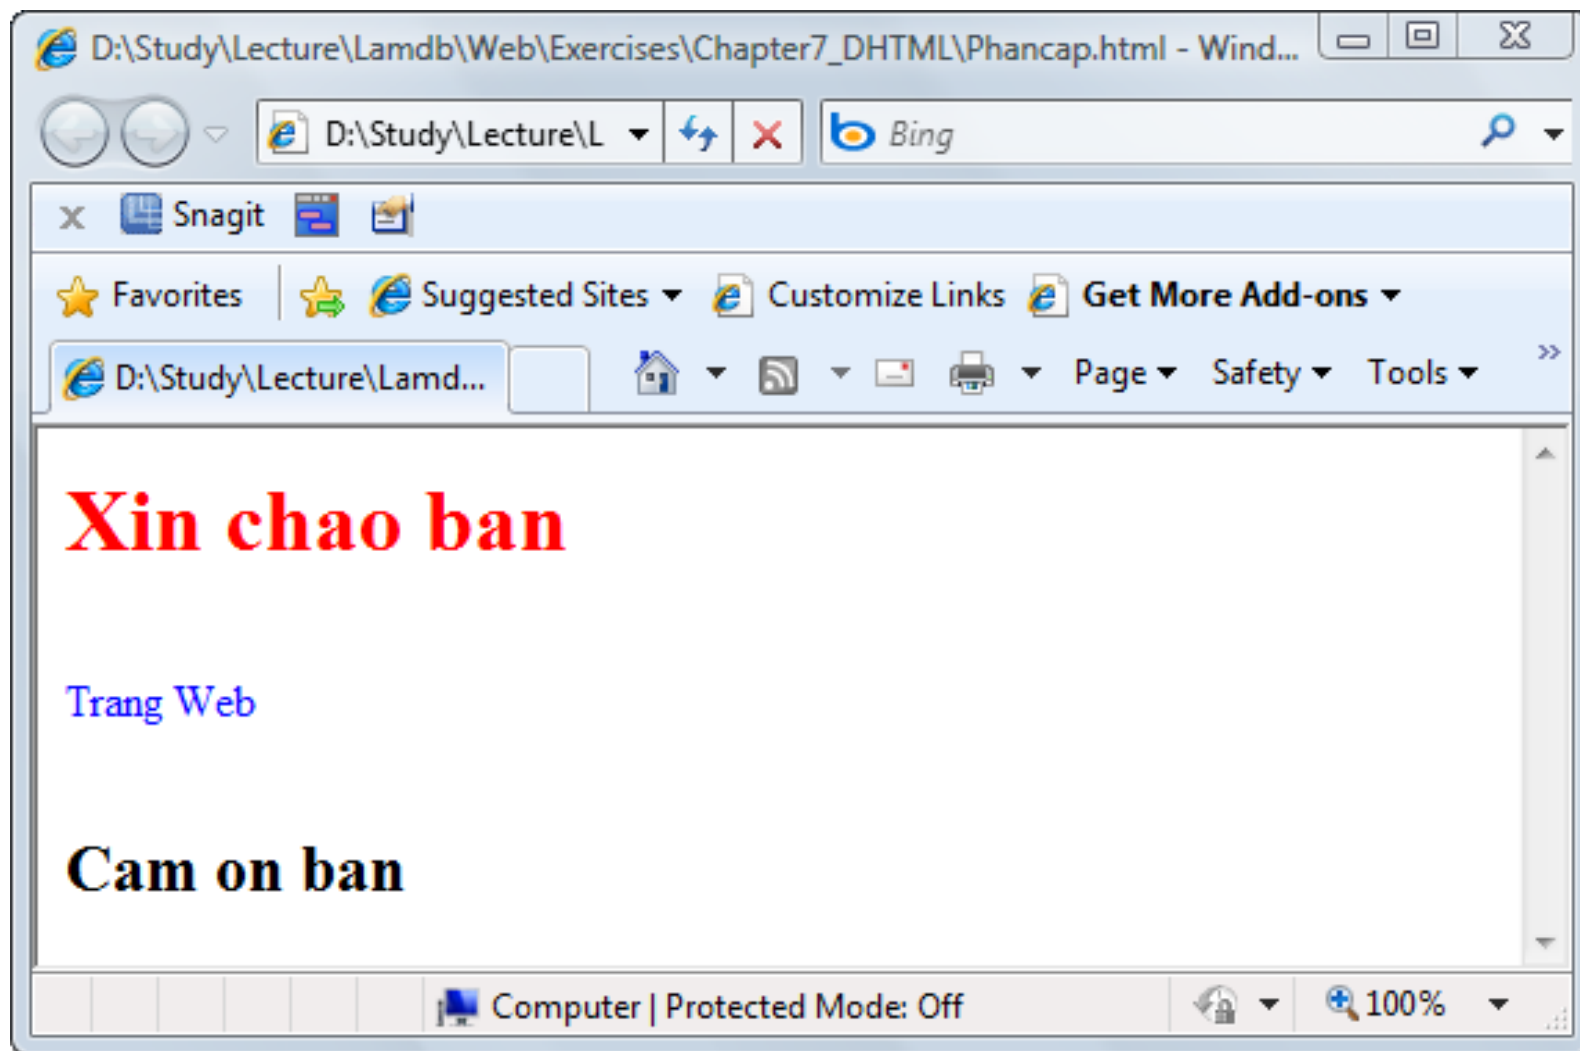 D:\Study\Lecture\Lamdb\Web\Exercises\Chapter7_DHTML\Phancap.html - Wind...
D:\Study\Lecture\L Bing
x Snagit
Favorites Suggested Sites Customize Links Get More Add-ons
D:\Study\Lecture\Lamd... Page Safety Tools »
Xin chao ban
Trang Web
Cam on ban
Computer | Protected Mode: Off 100%